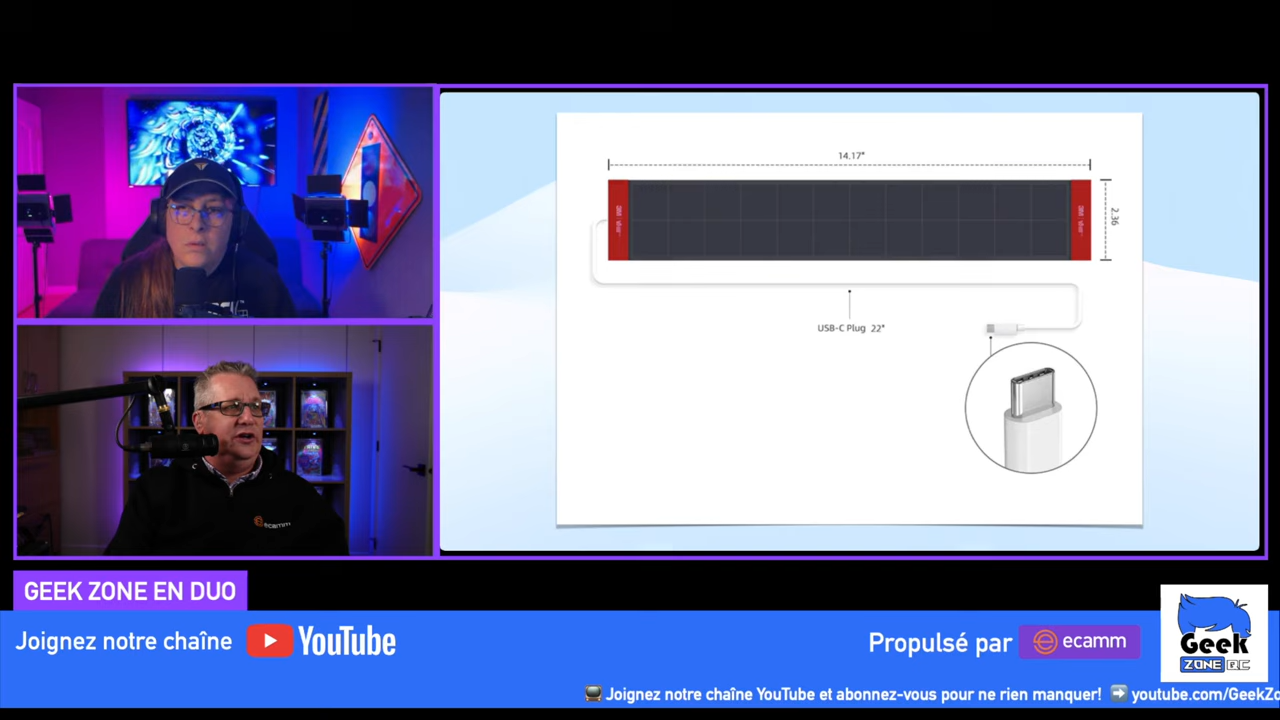 14.17"
2.36
USB-C Plug 22"
ecamm
GEEK ZONE EN DUO
Joignez notre chaîne
YouTube
Propulsé par
ecamm
Geek
ZONE QC
Joignez notre chaîne YouTube et abonnez-vous pour ne rien manquer!
youtube.com/GeekZo